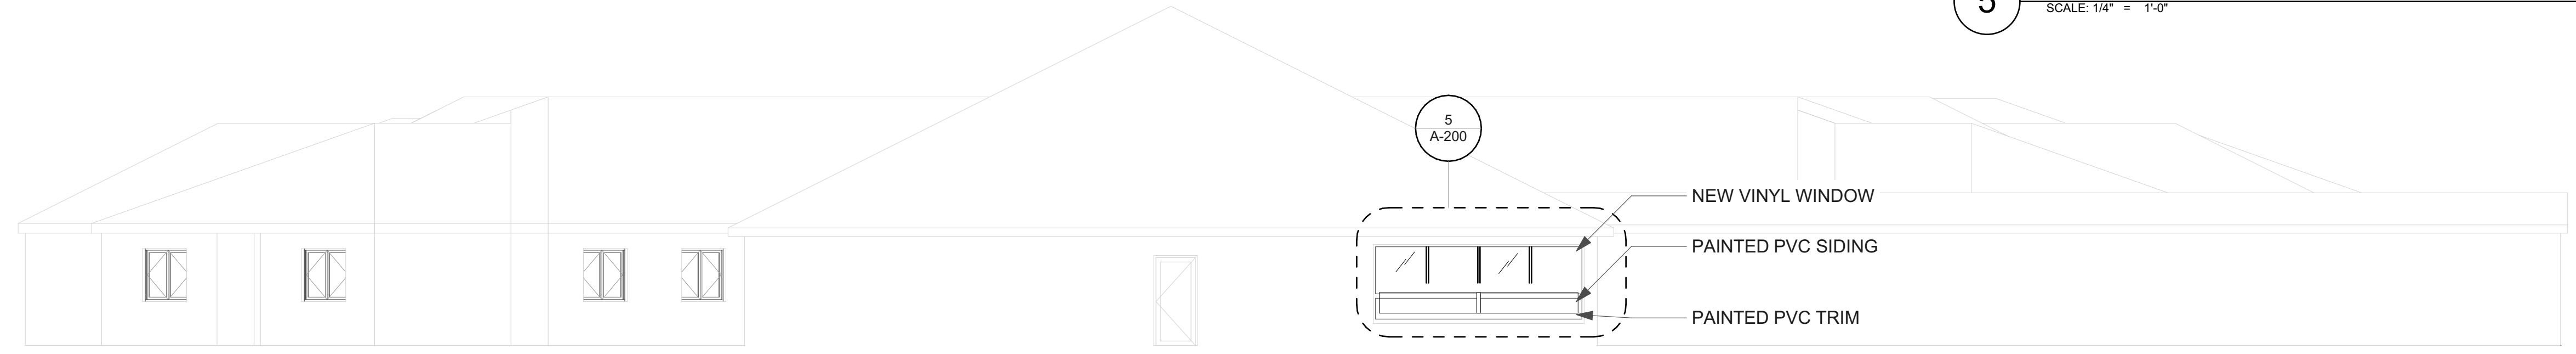 5
SCALE: 1/4" = 1'-0"
5
A-200
NEW VINYL WINDOW
PAINTED PVC SIDING
PAINTED PVC TRIM